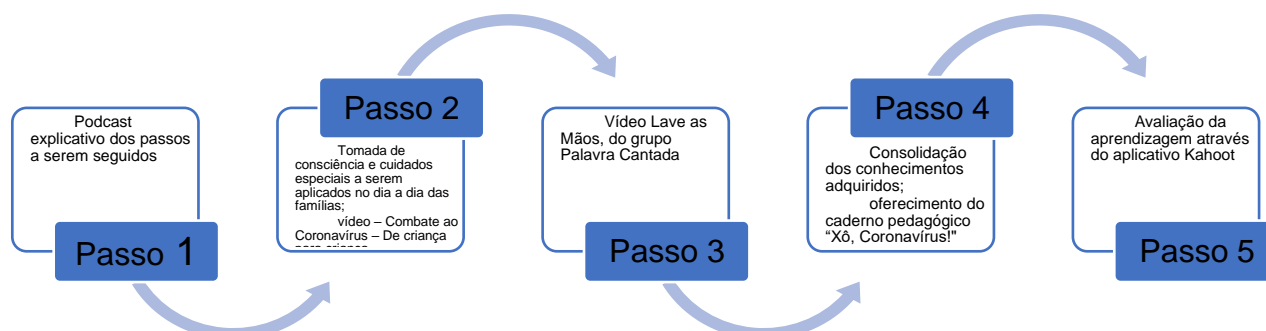 Podcast
explicativo dos passos
a serem seguidos
Passo 1
Passo 2
Tomada de
consciência e cuidados
especiais a serem
aplicados no dia a dia das
famílias;
vídeo – Combate ao
Coronavírus – De criança
para criança
Vídeo Lave as
Mãos, do grupo
Palavra Cantada
Passo 3
Passo 4
Consolidação
dos conhecimentos
adquiridos;
oferecimento do
caderno pedagógico
“Xô, Coronavírus!"
Avaliação da
aprendizagem através
do aplicativo Kahoot
Passo 5